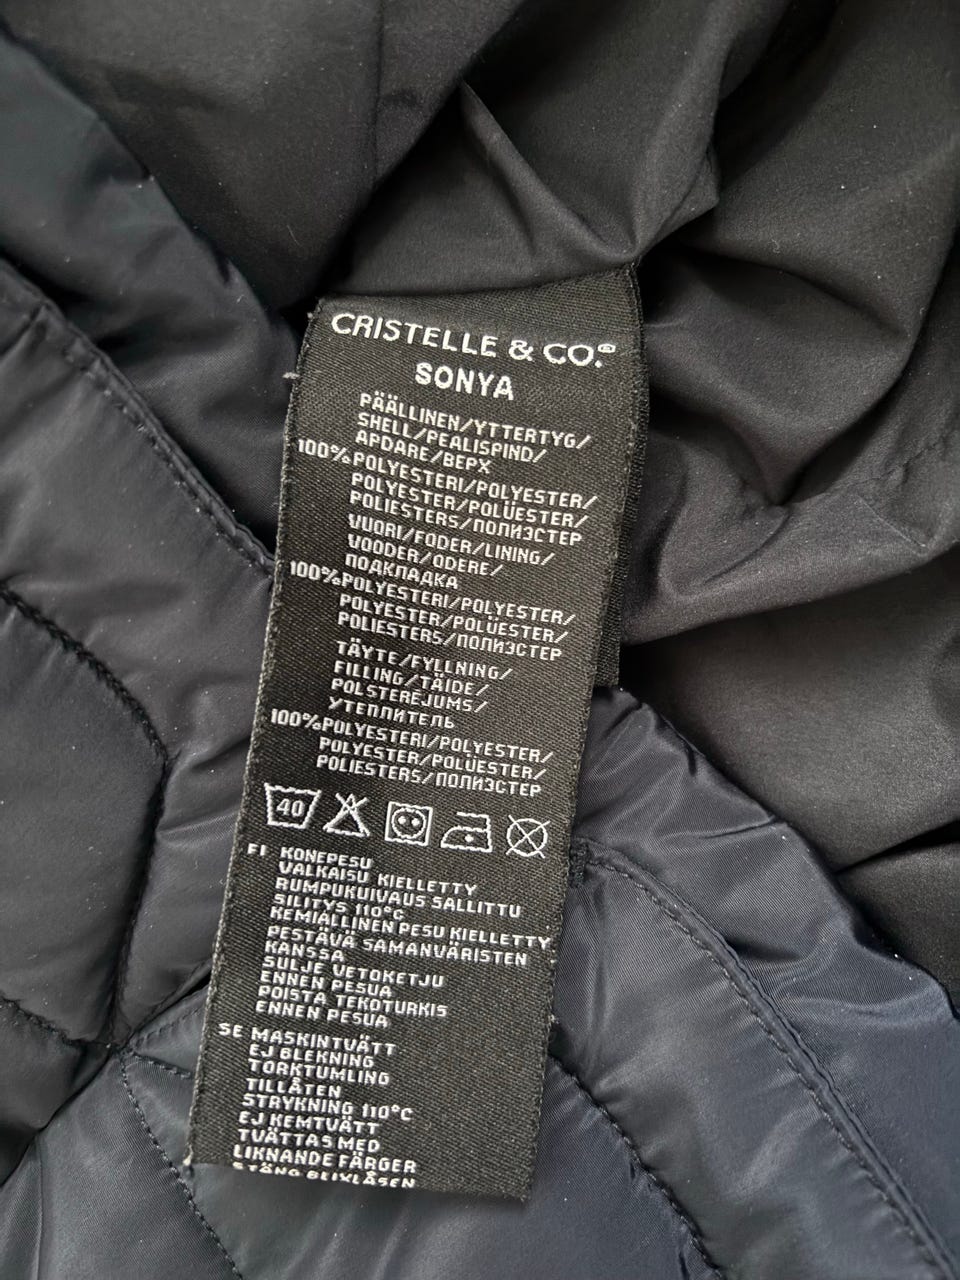 CRISTELLE & CO.®
SONYA
PÄÄLLINEN/YTTERTYG/
SHELL/PEALISPIND/
APDARE/ВЕРХ
100%POLYESTERI/POLYESTER/
POLYESTER/POLÜESTER/
POLIESTERS/ПОЛИЭСТЕР
VUORI/FODER/LINING/
VOODER/ODERE/
ПОДКЛАДКА
100%POLYESTERI/POLYESTER/
POLYESTER/POLÜESTER/
POLIESTERS/ПОЛИЭСТЕР
TÄYTE/FYLLNING/
FILLING/TÄIDE/
POLSTEREJUMS/
УТЕПЛИТЕЛЬ
100%POLYESTERI/POLYESTER/
POLYESTER/POLÜESTER/
POLIESTERS/ПОЛИЭСТЕР
40
FI KONEPESU
VALKAISU KIELLETTY
RUMPUKUIVAUS SALLITTU
SILITYS 110°C
KEMIALLINEN PESU KIELLETTY
PESTÄVÄ SAMANVÄRISTEN
KANSSA
SULJE VETOKETJU
ENNEN PESUA
POISTA TEKOTURKIS
ENNEN PESUA
SE MASKINTVÄTT
EJ BLEKNING
TORKTUMLING
TILLÅTEN
STRYKNING 110°C
EJ KEMTVÄTT
TVÄTTAS MED
LIKNANDE FÄRGER
STÄNG BLIXLÅSEN